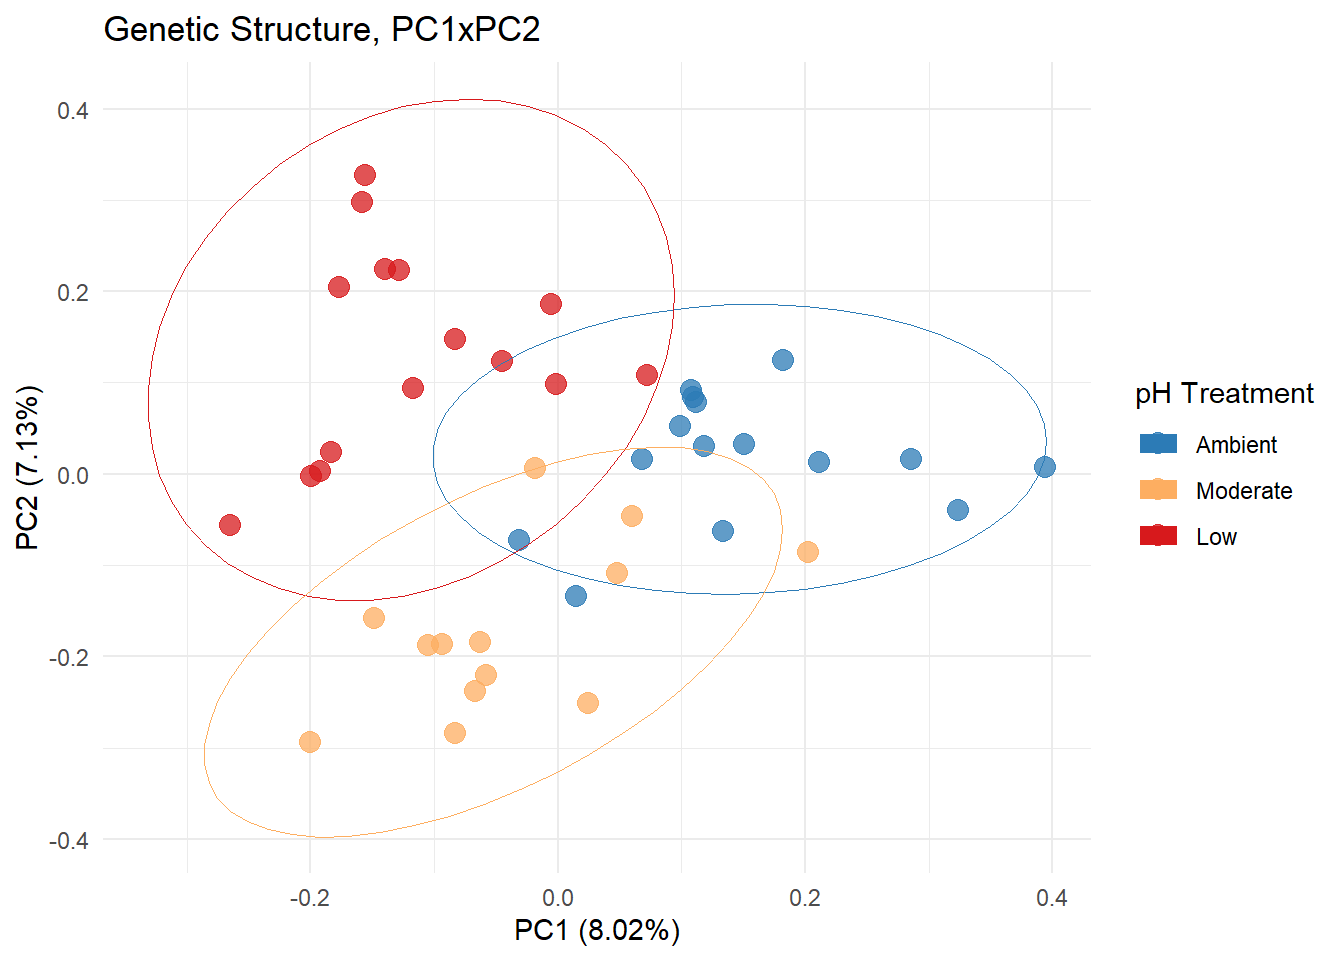 Genetic Structure, PC1xPC2
0.4
0.2
0.0
-0.2
-0.4
PC2 (7.13%)
-0.2
0.0
0.2
0.4
PC1 (8.02%)
pH Treatment
Ambient
Moderate
Low